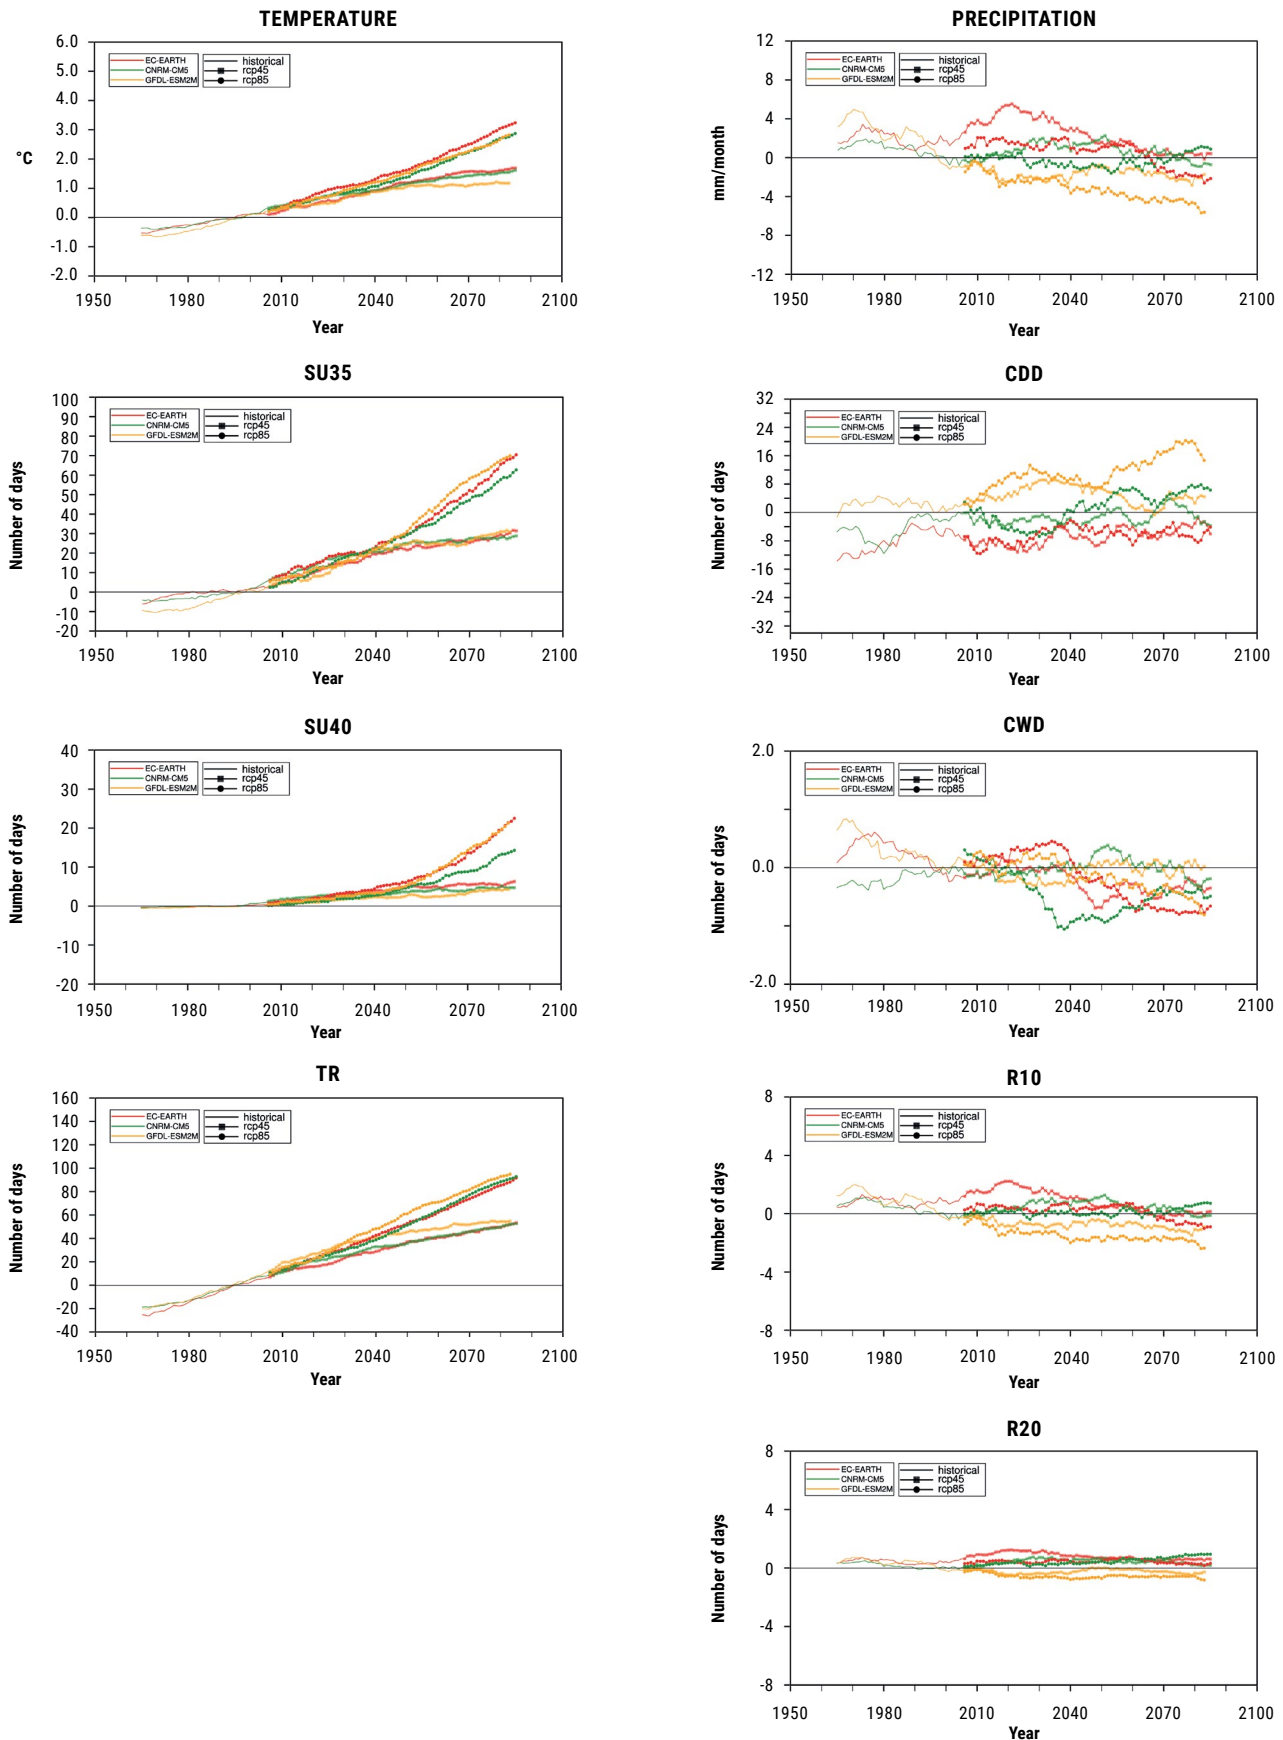 TEMPERATURE
6.0
5.0
4.0
3.0
2.0
1.0
0.0
-1.0
-2.0
°C
EC-EARTH
CNRM-CM5
GFDL-ESM2M
historical
rcp45
rcp85
1950 1980 2010 2040 2070 2100
Year
PRECIPITATION
12
8
4
0
-4
-8
-12
mm/month
EC-EARTH
CNRM-CM5
GFDL-ESM2M
historical
rcp45
rcp85
1950 1980 2010 2040 2070 2100
Year
SU35
100
90
80
70
60
50
40
30
20
10
0
-10
-20
Number of days
EC-EARTH
CNRM-CM5
GFDL-ESM2M
historical
rcp45
rcp85
1950 1980 2010 2040 2070 2100
Year
CDD
32
24
16
8
0
-8
-16
-24
-32
Number of days
EC-EARTH
CNRM-CM5
GFDL-ESM2M
historical
rcp45
rcp85
1950 1980 2010 2040 2070 2100
Year
SU40
40
30
20
10
0
-10
-20
Number of days
EC-EARTH
CNRM-CM5
GFDL-ESM2M
historical
rcp45
rcp85
1950 1980 2010 2040 2070 2100
Year
CWD
2.0
0.0
-2.0
Number of days
EC-EARTH
CNRM-CM5
GFDL-ESM2M
historical
rcp45
rcp85
1950 1980 2010 2040 2070 2100
Year
TR
160
140
120
100
80
60
40
20
0
-20
-40
Number of days
EC-EARTH
CNRM-CM5
GFDL-ESM2M
historical
rcp45
rcp85
1950 1980 2010 2040 2070 2100
Year
R10
8
4
0
-4
-8
Number of days
EC-EARTH
CNRM-CM5
GFDL-ESM2M
historical
rcp45
rcp85
1950 1980 2010 2040 2070 2100
Year
R20
8
4
0
-4
-8
Number of days
EC-EARTH
CNRM-CM5
GFDL-ESM2M
historical
rcp45
rcp85
1950 1980 2010 2040 2070 2100
Year